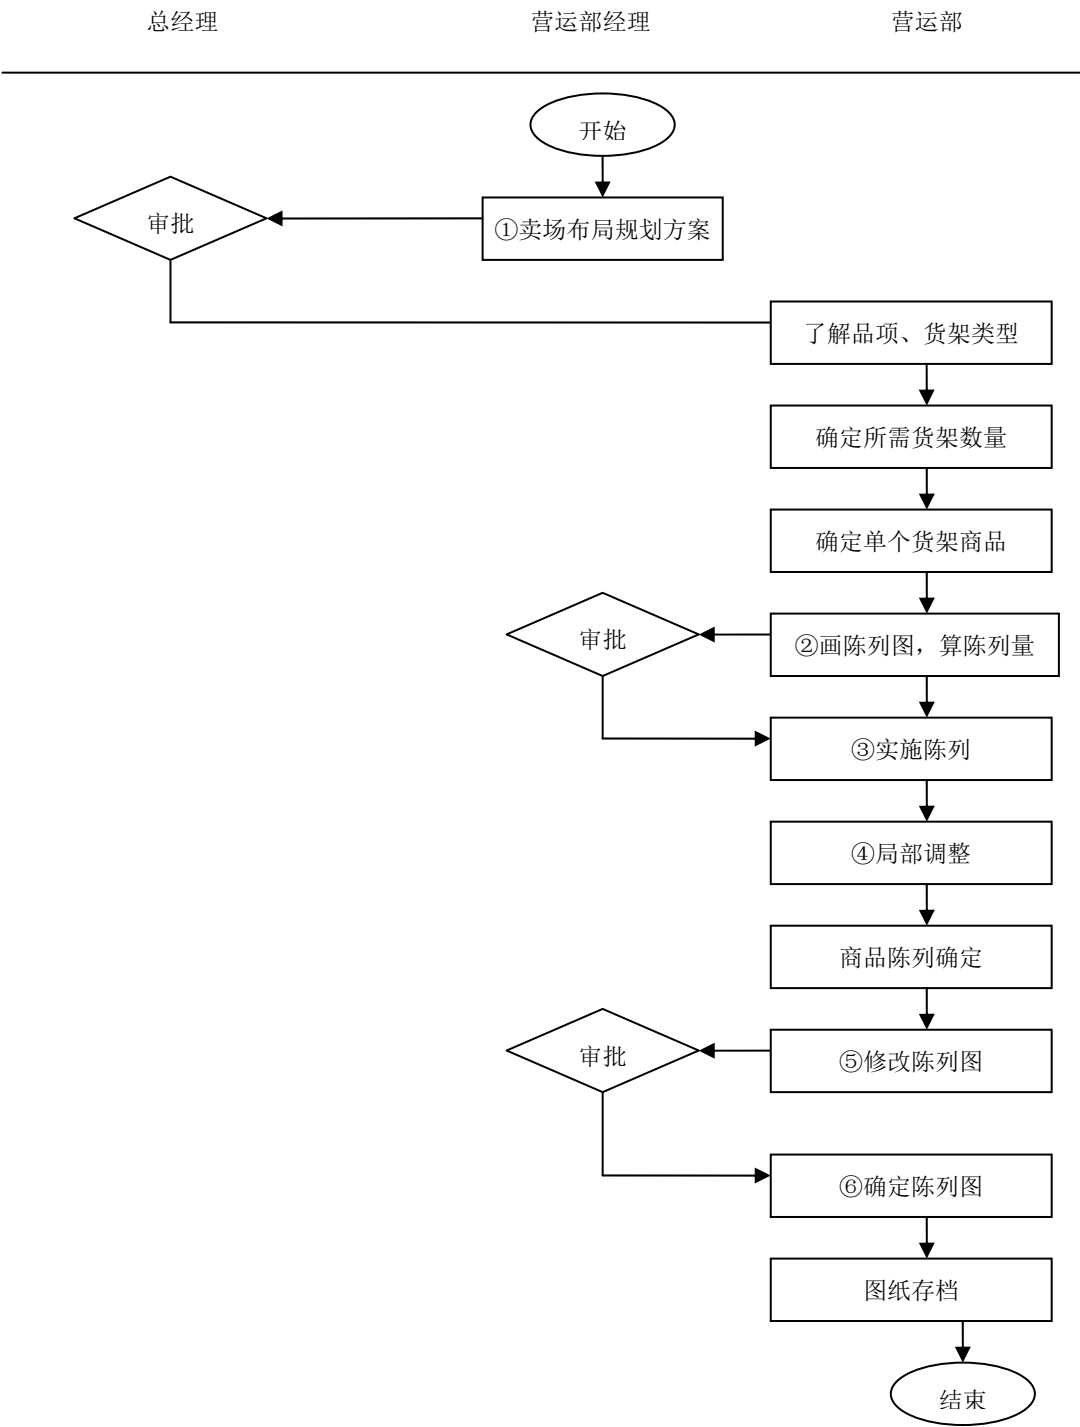 总经理 营运部经理 营运部
开始
审批
①卖场布局规划方案
了解品项、货架类型
确定所需货架数量
确定单个货架商品
审批
②画陈列图，算陈列量
③实施陈列
④局部调整
商品陈列确定
审批
⑤修改陈列图
⑥确定陈列图
图纸存档
结束